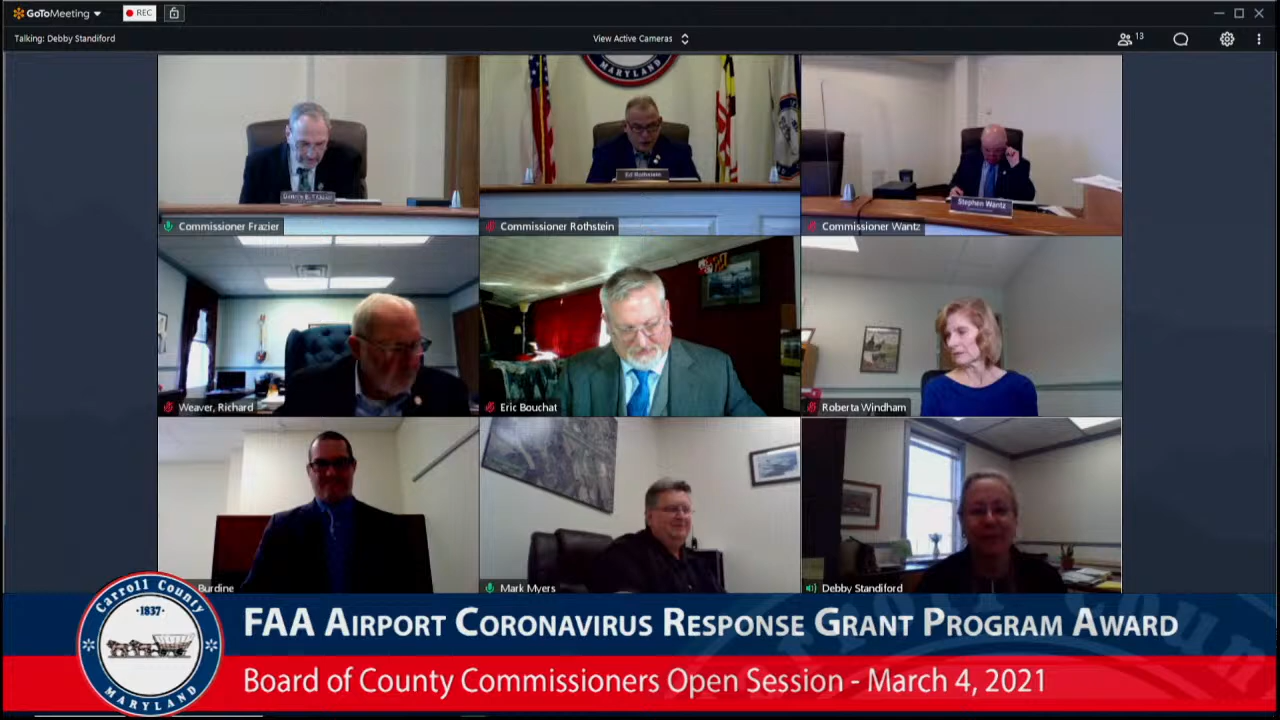 GoToMeeting
REC
Talking: Debby Standiford
View Active Cameras
13
MARYLAND
Ed Rothstein
Stephen Wantz
Commissioner Frazier
Commissioner Rothstein
Commissioner Wantz
Weaver, Richard
Eric Bouchat
Roberta Windham
Burdine
Mark Myers
Debby Standiford
Carroll County
·1837·
MARYLAND
FAA Airport Coronavirus Response Grant Program Award
Board of County Commissioners Open Session - March 4, 2021